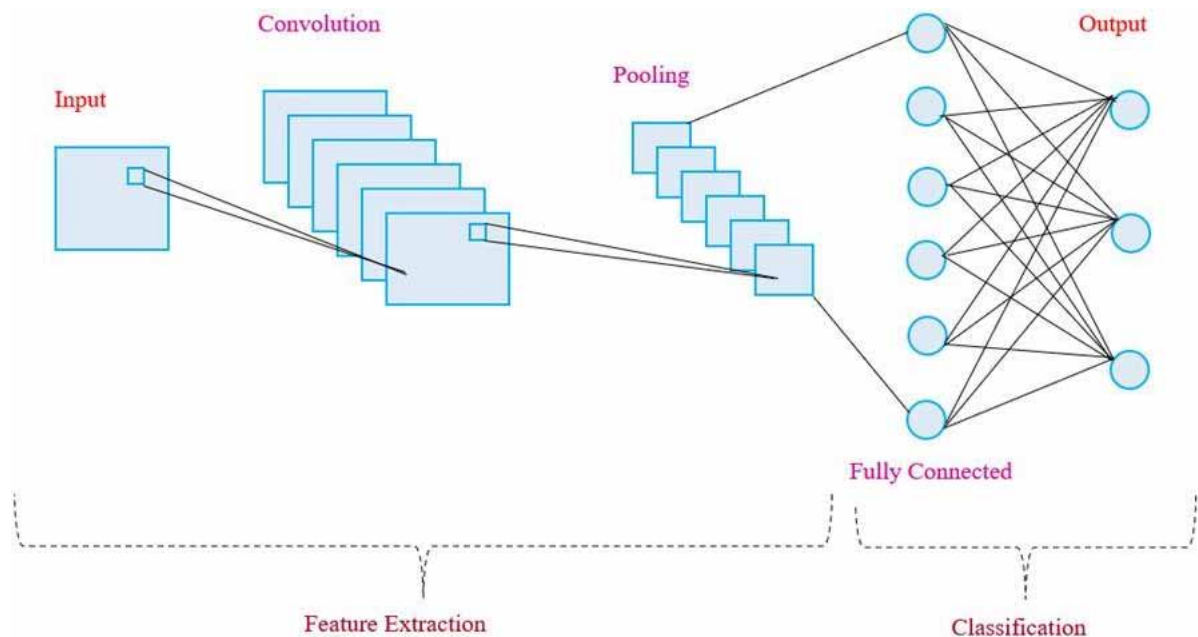 Convolution
Output
Pooling
Input
Fully Connected
Feature Extraction
Classification